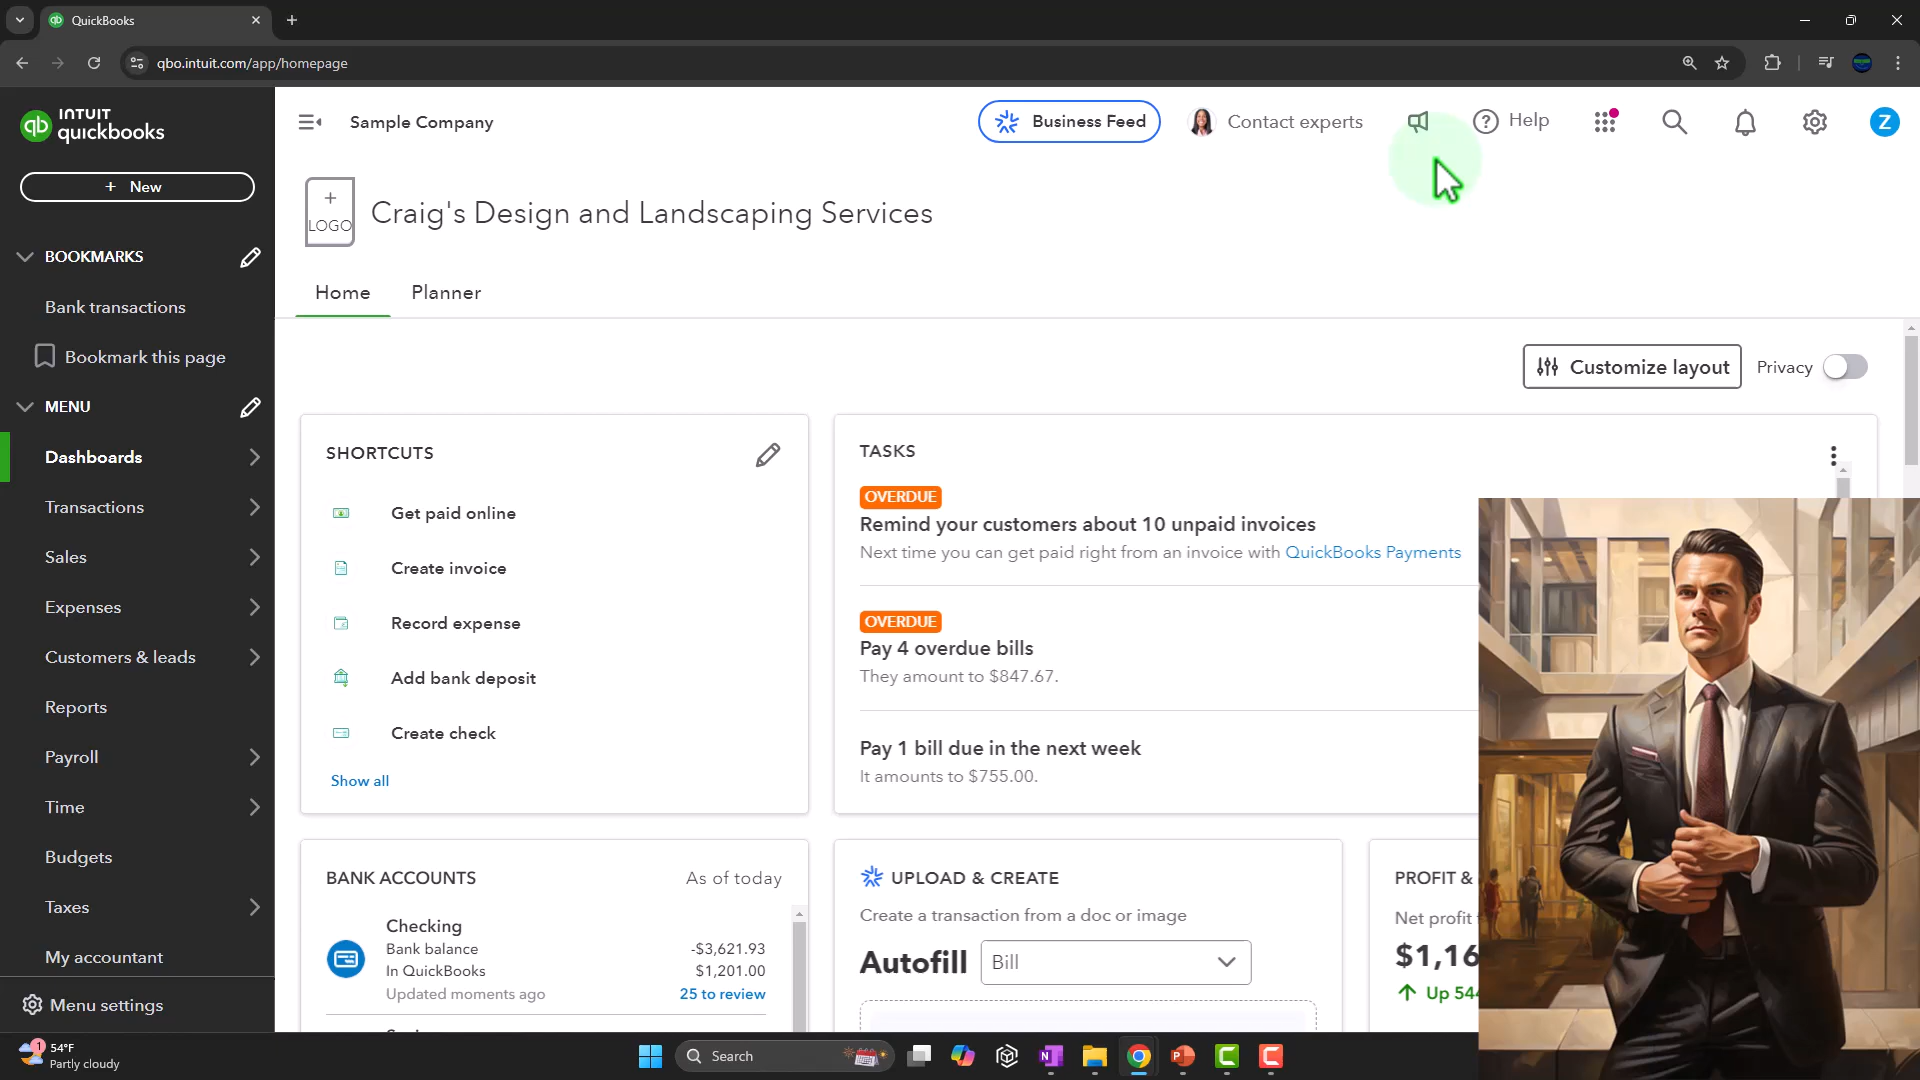 QuickBooks
qbo.intuit.com/app/homepage
INTUIT
quickbooks
qb
Sample Company
Business Feed
Contact experts
Help
Z
+ New
+
LOGO
Craig's Design and Landscaping Services
BOOKMARKS
Bank transactions
Bookmark this page
MENU
Dashboards
Transactions
Sales
Expenses
Customers & leads
Reports
Payroll
Time
Budgets
Taxes
My accountant
Menu settings
Home
Planner
Customize layout
Privacy
SHORTCUTS
Get paid online
Create invoice
Record expense
Add bank deposit
Create check
Show all
TASKS
OVERDUE
Remind your customers about 10 unpaid invoices
Next time you can get paid right from an invoice with QuickBooks Payments
OVERDUE
Pay 4 overdue bills
They amount to $847.67.
Pay 1 bill due in the next week
It amounts to $755.00.
BANK ACCOUNTS
As of today
Checking
Bank balance -$3,621.93
In QuickBooks $1,201.00
Updated moments ago 25 to review
UPLOAD & CREATE
Create a transaction from a doc or image
Autofill Bill
PROFIT &
Net profit
$1,16
Up 544
1
54°F
Partly cloudy
Search